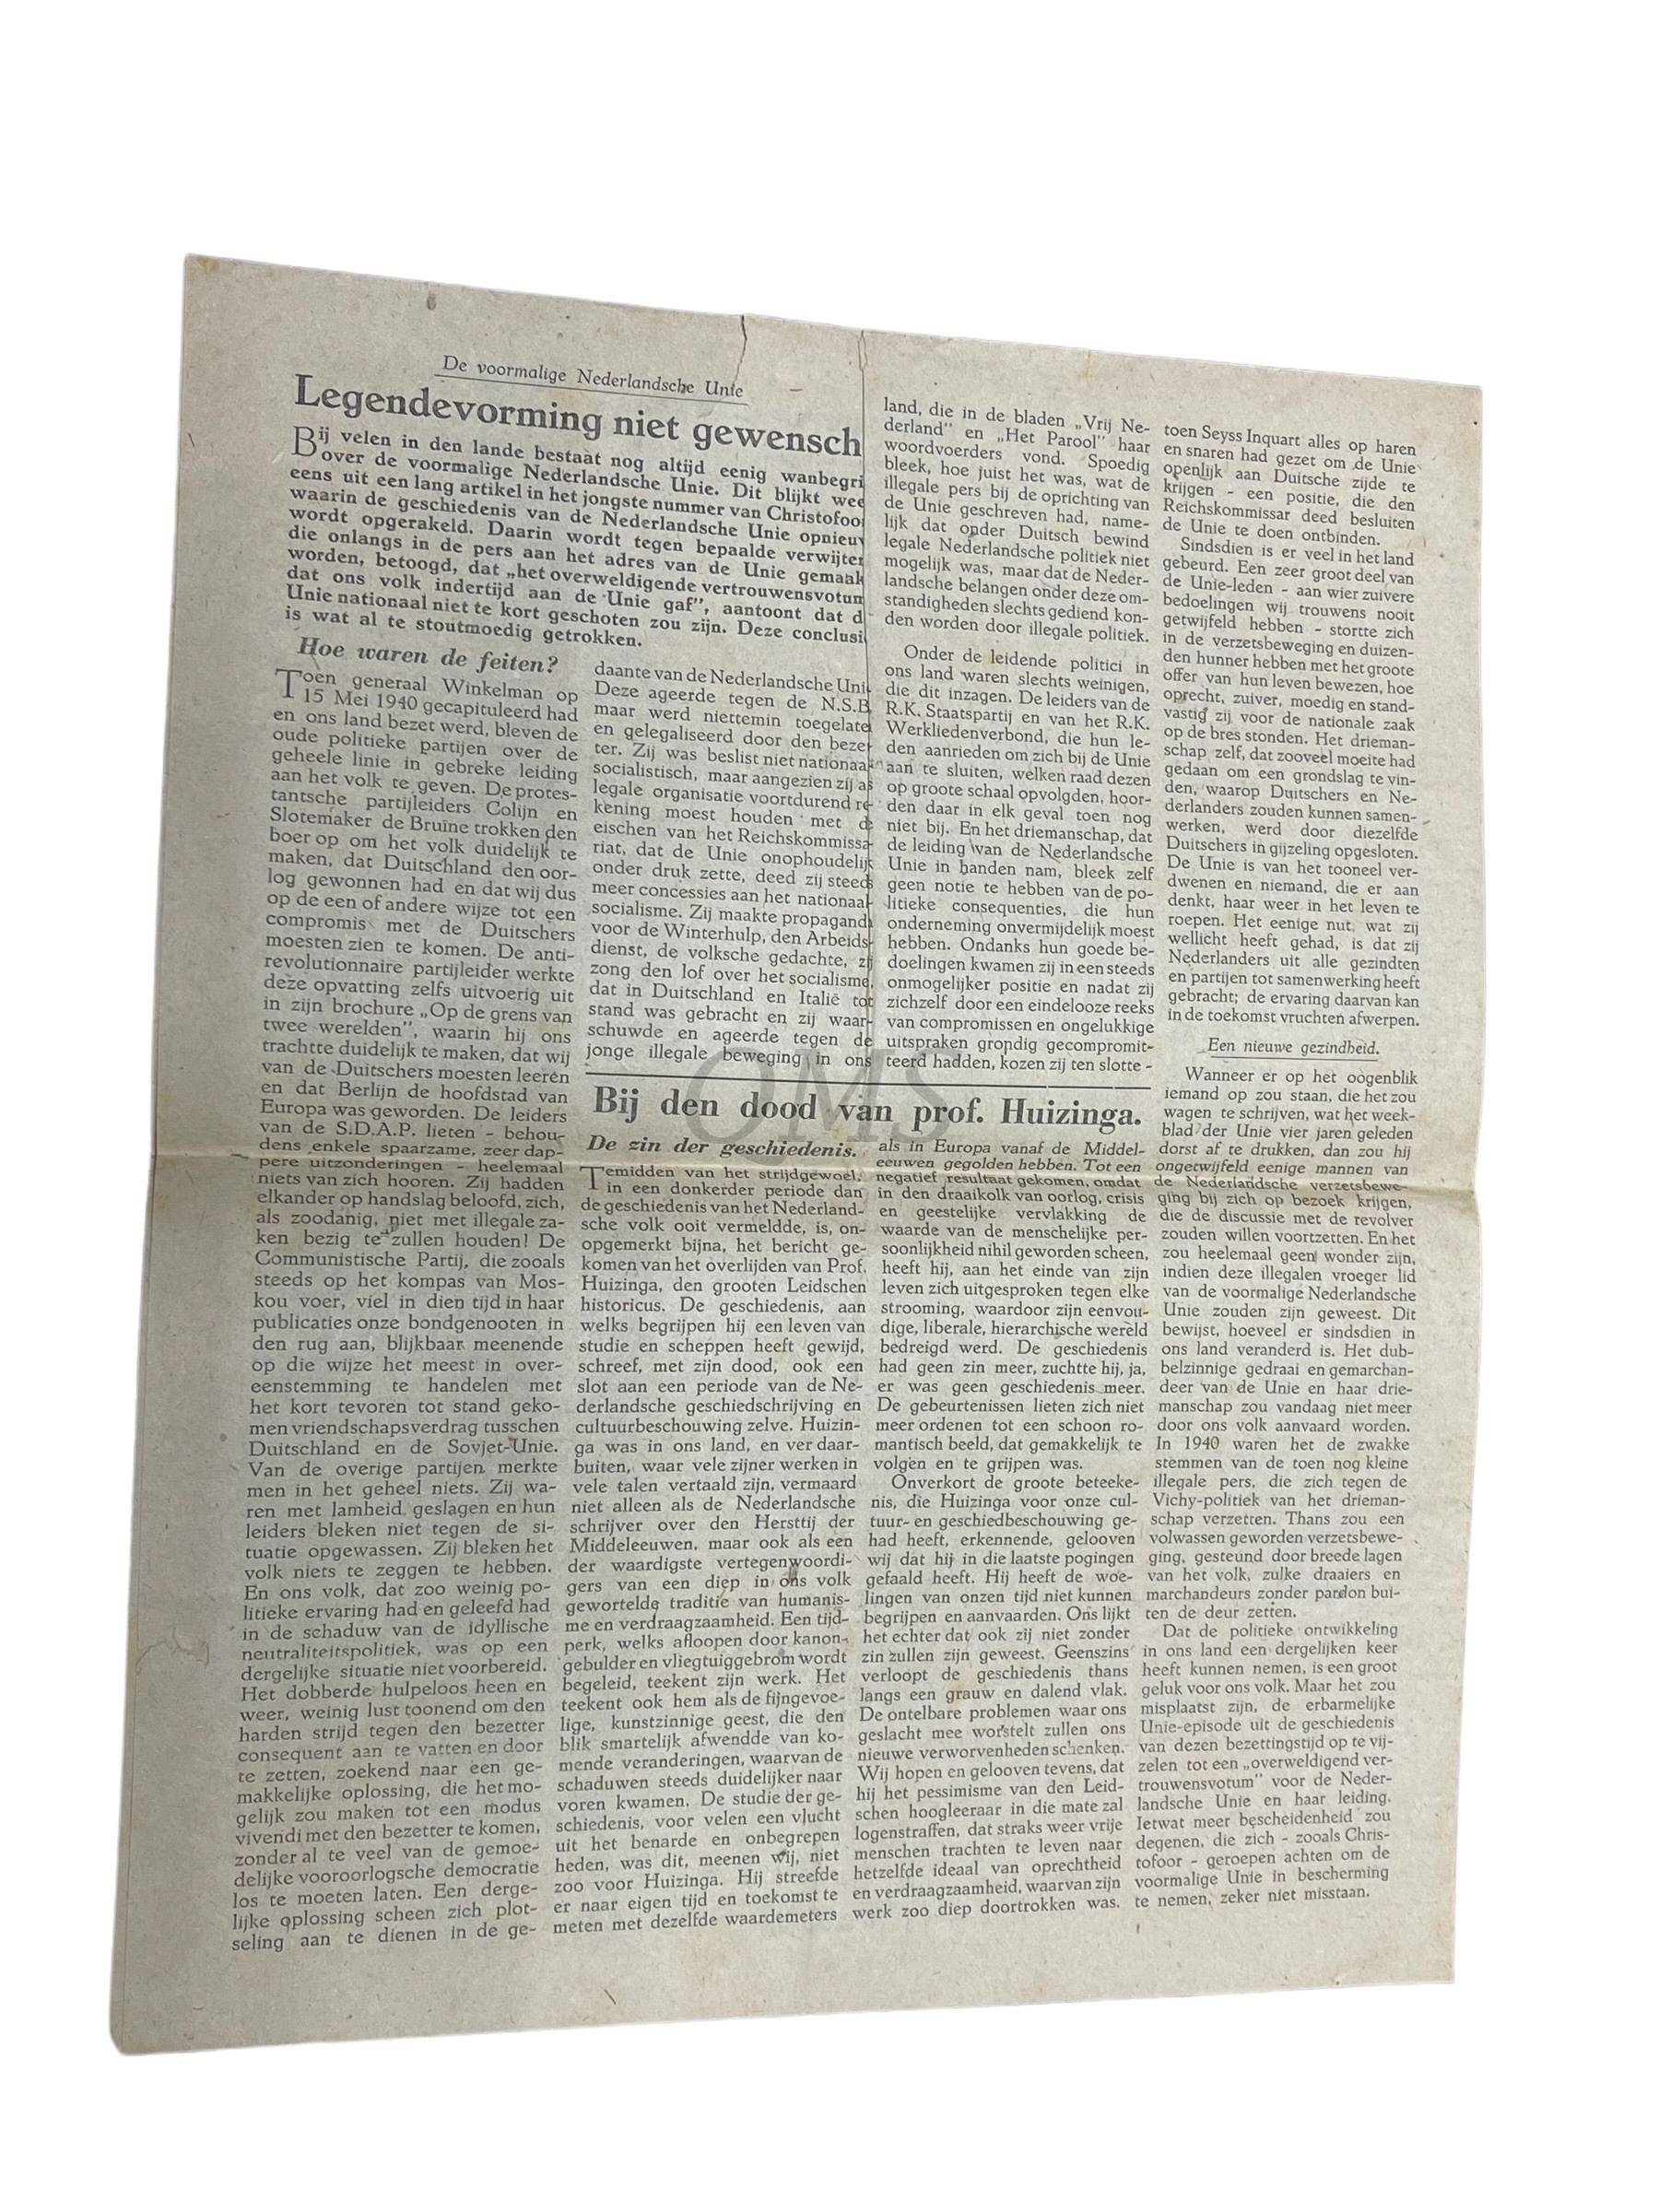 De voormalige Nederlandsche Unie
Legendevorming niet gewensch
Bij velen in den lande bestaat nog altijd eenig wanbegri
over de voormalige Nederlandsche Unie. Dit blijkt wee
eens uit een lang artikel in het jongste nummer van Christofoo
waarin de geschiedenis van de Nederlandsche Unie opnieu
wordt opgerakeld. Daarin wordt tegen bepaalde verwijten
die onlangs in de pers aan het adres van de Unie gemaak
worden, betoogd, dat „het overweldigende vertrouwensvotum
dat ons volk indertijd aan de Unie gaf”, aantoont dat d
Unie nationaal niet te kort geschoten zou zijn. Deze conclusi
is wat al te stoutmoedig getrokken.
Hoe waren de feiten?
Toen generaal Winkelman op
15 Mei 1940 gecapituleerd had
en ons land bezet werd, bleven de
oude politieke partijen over de
geheele linie in gebreke leiding
aan het volk te geven. De protes-
tantsche partijleiders Colijn en
Slotemaker de Bruïne trokken den
boer op om het volk duidelijk te
maken, dat Duitschland den oor-
log gewonnen had en dat wij dus
op de een of andere wijze tot een
compromis met de Duitschers
moesten zien te komen. De anti-
revolutionnaire partijleider werkte
deze opvatting zelfs uitvoerig uit
in zijn brochure „Op de grens van
twee werelden”, waarin hij ons
trachtte duidelijk te maken, dat wij
van de Duitschers moesten leeren
en dat Berlijn de hoofdstad van
Europa was geworden. De leiders
van de S.D.A.P. lieten - behou-
dens enkele spaarzame, zeer dap-
pere uitzonderingen - heelemaal
niets van zich hooren. Zij hadden
elkander op handslag beloofd, zich,
als zoodanig, niet met illegale za-
ken bezig te zullen houden! De
Communistische Partij, die zooals
steeds op het kompas van Mos-
kou voer, viel in dien tijd in haar
publicaties onze bondgenooten in
den rug aan, blijkbaar meenende
op die wijze het meest in over-
eenstemming te handelen met
het kort tevoren tot stand geko-
men vriendschapsverdrag tusschen
Duitschland en de Sovjet-Unie.
Van de overige partijen merkte
men in het geheel niets. Zij wa-
ren met lamheid geslagen en hun
leiders bleken niet tegen de si-
tuatie opgewassen. Zij bleken het
volk niets te zeggen te hebben.
En ons volk, dat zoo weinig po-
litieke ervaring had en geleefd had
in de schaduw van de idyllische
neutraliteitspolitiek, was op een
dergelijke situatie niet voorbereid.
Het dobberde hulpeloos heen en
weer, weinig lust toonend om den
harden strijd tegen den bezetter
consequent aan te vatten en door
te zetten, zoekend naar een ge-
makkelijke oplossing, die het mo-
gelijk zou maken tot een modus
vivendi met den bezetter te komen,
zonder al te veel van de gemoe-
delijke vooroorlogsche democratie
los te moeten laten. Een derge-
lijke oplossing scheen zich plot-
seling aan te dienen in de ge-
daante van de Nederlandsche Uni
Deze ageerde tegen de N.S.B.
maar werd niettemin toegelate
en gelegaliseerd door den bezet
ter. Zij was beslist niet nationaal
socialistisch, maar aangezien zij as
legale organisatie voortdurend re-
kening moest houden met de
eischen van het Reichskommissa-
riat, dat de Unie onophoudelijk
onder druk zette, deed zij steeds
meer concessies aan het nationaal-
socialisme. Zij maakte propagand
voor de Winterhulp, den Arbeids-
dienst, de volksche gedachte, zij
zong den lof over het socialisme,
dat in Duitschland en Italië tot
stand was gebracht en zij waar-
schuwde en ageerde tegen de
jonge illegale beweging in ons
land, die in de bladen „Vrij Ne-
derland” en „Het Parool” haar
woordvoerders vond. Spoedig
bleek, hoe juist het was, wat de
illegale pers bij de oprichting van
de Unie geschreven had, name-
lijk dat onder Duitsch bewind
legale Nederlandsche politiek niet
mogelijk was, maar dat de Neder-
landsche belangen onder deze om-
standigheden slechts gediend kon-
den worden door illegale politiek.
Onder de leidende politici in
ons land waren slechts weinigen,
die dit inzagen. De leiders van de
R.K. Staatspartij en van het R.K.
Werkliedenverbond, die hun le-
den aanrieden om zich bij de Unie
aan te sluiten, welken raad dezen
op groote schaal opvolgden, hoor-
den daar in elk geval toen nog
niet bij. En het driemanschap, dat
de leiding van de Nederlandsche
Unie in handen nam, bleek zelf
geen notie te hebben van de po-
litieke consequenties, die hun
onderneming onvermijdelijk moest
hebben. Ondanks hun goede be-
doelingen kwamen zij in een steeds
onmogelijker positie en nadat zij
zichzelf door een eindelooze reeks
van compromissen en ongelukkige
uitspraken grondig gecompromit-
teerd hadden, kozen zij ten slotte -
toen Seyss Inquart alles op haren
en snaren had gezet om de Unie
openlijk aan Duitsche zijde te
krijgen - een positie, die den
Reichskommissar deed besluiten
de Unie te doen ontbinden.
Sindsdien is er veel in het land
gebeurd. Een zeer groot deel van
de Unie-leden - aan wier zuivere
bedoelingen wij trouwens nooit
getwijfeld hebben - stortte zich
in de verzetsbeweging en duizen-
den hunner hebben met het groote
offer van hun leven bewezen, hoe
oprecht, zuiver, moedig en stand-
vastig zij voor de nationale zaak
op de bres stonden. Het drieman-
schap zelf, dat zooveel moeite had
gedaan om een grondslag te vin-
den, waarop Duitschers en Ne-
derlanders zouden kunnen samen-
werken, werd door diezelfde
Duitschers in gijzeling opgesloten.
De Unie is van het tooneel ver-
dwenen en niemand, die er aan
denkt, haar weer in het leven te
roepen. Het eenige nut, wat zij
wellicht heeft gehad, is dat zij
Nederlanders uit alle gezindten
en partijen tot samenwerking heeft
gebracht; de ervaring daarvan kan
in de toekomst vruchten afwerpen.
Een nieuwe gezindheid.
Wanneer er op het oogenblik
iemand op zou staan, die het zou
wagen te schrijven, wat het week-
blad der Unie vier jaren geleden
dorst af te drukken, dan zou hij
ongetwijfeld eenige mannen van
de Nederlandsche verzetsbewe-
ging bij zich op bezoek krijgen,
die de discussie met de revolver
zouden willen voortzetten. En het
zou heelemaal geen wonder zijn,
indien deze illegalen vroeger lid
van de voormalige Nederlandsche
Unie zouden zijn geweest. Dit
bewijst, hoeveel er sindsdien in
ons land veranderd is. Het dub-
belzinnige gedraai en gemarchan-
deer van de Unie en haar drie-
manschap zou vandaag niet meer
door ons volk aanvaard worden.
In 1940 waren het de zwakke
stemmen van de toen nog kleine
illegale pers, die zich tegen de
Vichy-politiek van het drieman-
schap verzetten. Thans zou een
volwassen geworden verzetsbewe-
ging, gesteund door breede lagen
van het volk, zulke draaiers en
marchandeurs zonder pardon bui-
ten de deur zetten.
Dat de politieke ontwikkeling
in ons land een dergelijken keer
heeft kunnen nemen, is een groot
geluk voor ons volk. Maar het zou
misplaatst zijn, de erbarmelijke
Unie-episode uit de geschiedenis
van dezen bezettingstijd op te vij-
zelen tot een „overweldigend ver-
trouwensvotum” voor de Neder-
landsche Unie en haar leiding.
Ietwat meer bescheidenheid zou
degenen, die zich - zooals Chris-
tofoor - geroepen achten om de
voormalige Unie in bescherming
te nemen, zeker niet misstaan.
Bij den dood van prof. Huizinga.
De zin der geschiedenis.
Temidden van het strijdgewoel,
in een donkerder periode dan
de geschiedenis van het Nederland-
sche volk ooit vermeldde, is, on-
opgemerkt bijna, het bericht ge-
komen van het overlijden van Prof.
Huizinga, den grooten Leidschen
historicus. De geschiedenis, aan
welks begrijpen hij een leven van
studie en scheppen heeft gewijd,
schreef, met zijn dood, ook een
slot aan een periode van de Ne-
derlandsche geschiedschrijving en
cultuurbeschouwing zelve. Huizin-
ga was in ons land, en ver daar-
buiten, waar vele zijner werken in
vele talen vertaald zijn, vermaard
niet alleen als de Nederlandsche
schrijver over den Hersttij der
Middeleeuwen, maar ook als een
der waardigste vertegenwoordi-
gers van een diep in ons volk
gewortelde traditie van humanis-
me en verdraagzaamheid. Een tijd-
perk, welks afloopen door kanon-
gebulder en vliegtuiggebrom wordt
begeleid, teekent zijn werk. Het
teekent ook hem als de fijngevoe-
lige, kunstzinnige geest, die den
blik smartelijk afwendde van ko-
mende veranderingen, waarvan de
schaduwen steeds duidelijker naar
voren kwamen. De studie der ge-
schiedenis, voor velen een vlucht
uit het benarde en onbegrepen
heden, was dit, meenen wij, niet
zoo voor Huizinga. Hij streefde
er naar eigen tijd en toekomst te
meten met dezelfde waardemeters
als in Europa vanaf de Middel-
eeuwen gegolden hebben. Tot een
negatief resultaat gekomen, omdat
in den draaikolk van oorlog, crisis
en geestelijke vervlakking de
waarde van de menschelijke per-
soonlijkheid nihil geworden scheen,
heeft hij, aan het einde van zijn
leven zich uitgesproken tegen elke
strooming, waardoor zijn eenvou-
dige, liberale, hierarchische wereld
bedreigd werd. De geschiedenis
had geen zin meer, zuchtte hij, ja,
er was geen geschiedenis meer.
De gebeurtenissen lieten zich niet
meer ordenen tot een schoon ro-
mantisch beeld, dat gemakkelijk te
volgen en te grijpen was.
Onverkort de groote beteeke-
nis, die Huizinga voor onze cul-
tuur- en geschiedbeschouwing ge-
had heeft, erkennende, gelooven
wij dat hij in die laatste pogingen
gefaald heeft. Hij heeft de woe-
lingen van onzen tijd niet kunnen
begrijpen en aanvaarden. Ons lijkt
het echter dat ook zij niet zonder
zin zullen zijn geweest. Geenszins
verloopt de geschiedenis thans
langs een grauw en dalend vlak.
De ontelbare problemen waar ons
geslacht mee worstelt zullen ons
nieuwe verworvenheden schenken.
Wij hopen en gelooven tevens, dat
hij het pessimisme van den Leid-
schen hoogleeraar in die mate zal
logenstraffen, dat straks weer vrije
menschen trachten te leven naar
hetzelfde ideaal van oprechtheid
en verdraagzaamheid, waarvan zijn
werk zoo diep doortrokken was.
QMS